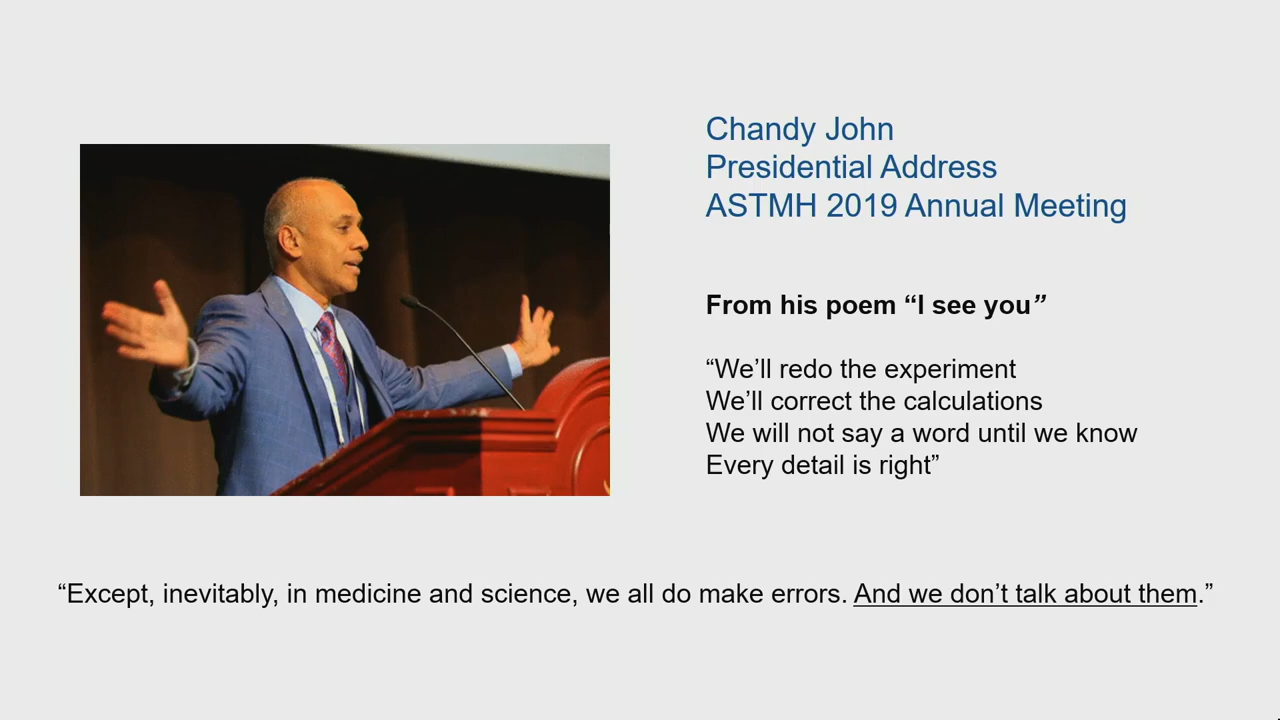 Chandy John
Presidential Address
ASTMH 2019 Annual Meeting
From his poem “I see you”
“We’ll redo the experiment
We’ll correct the calculations
We will not say a word until we know
Every detail is right”
“Except, inevitably, in medicine and science, we all do make errors. And we don’t talk about them.”